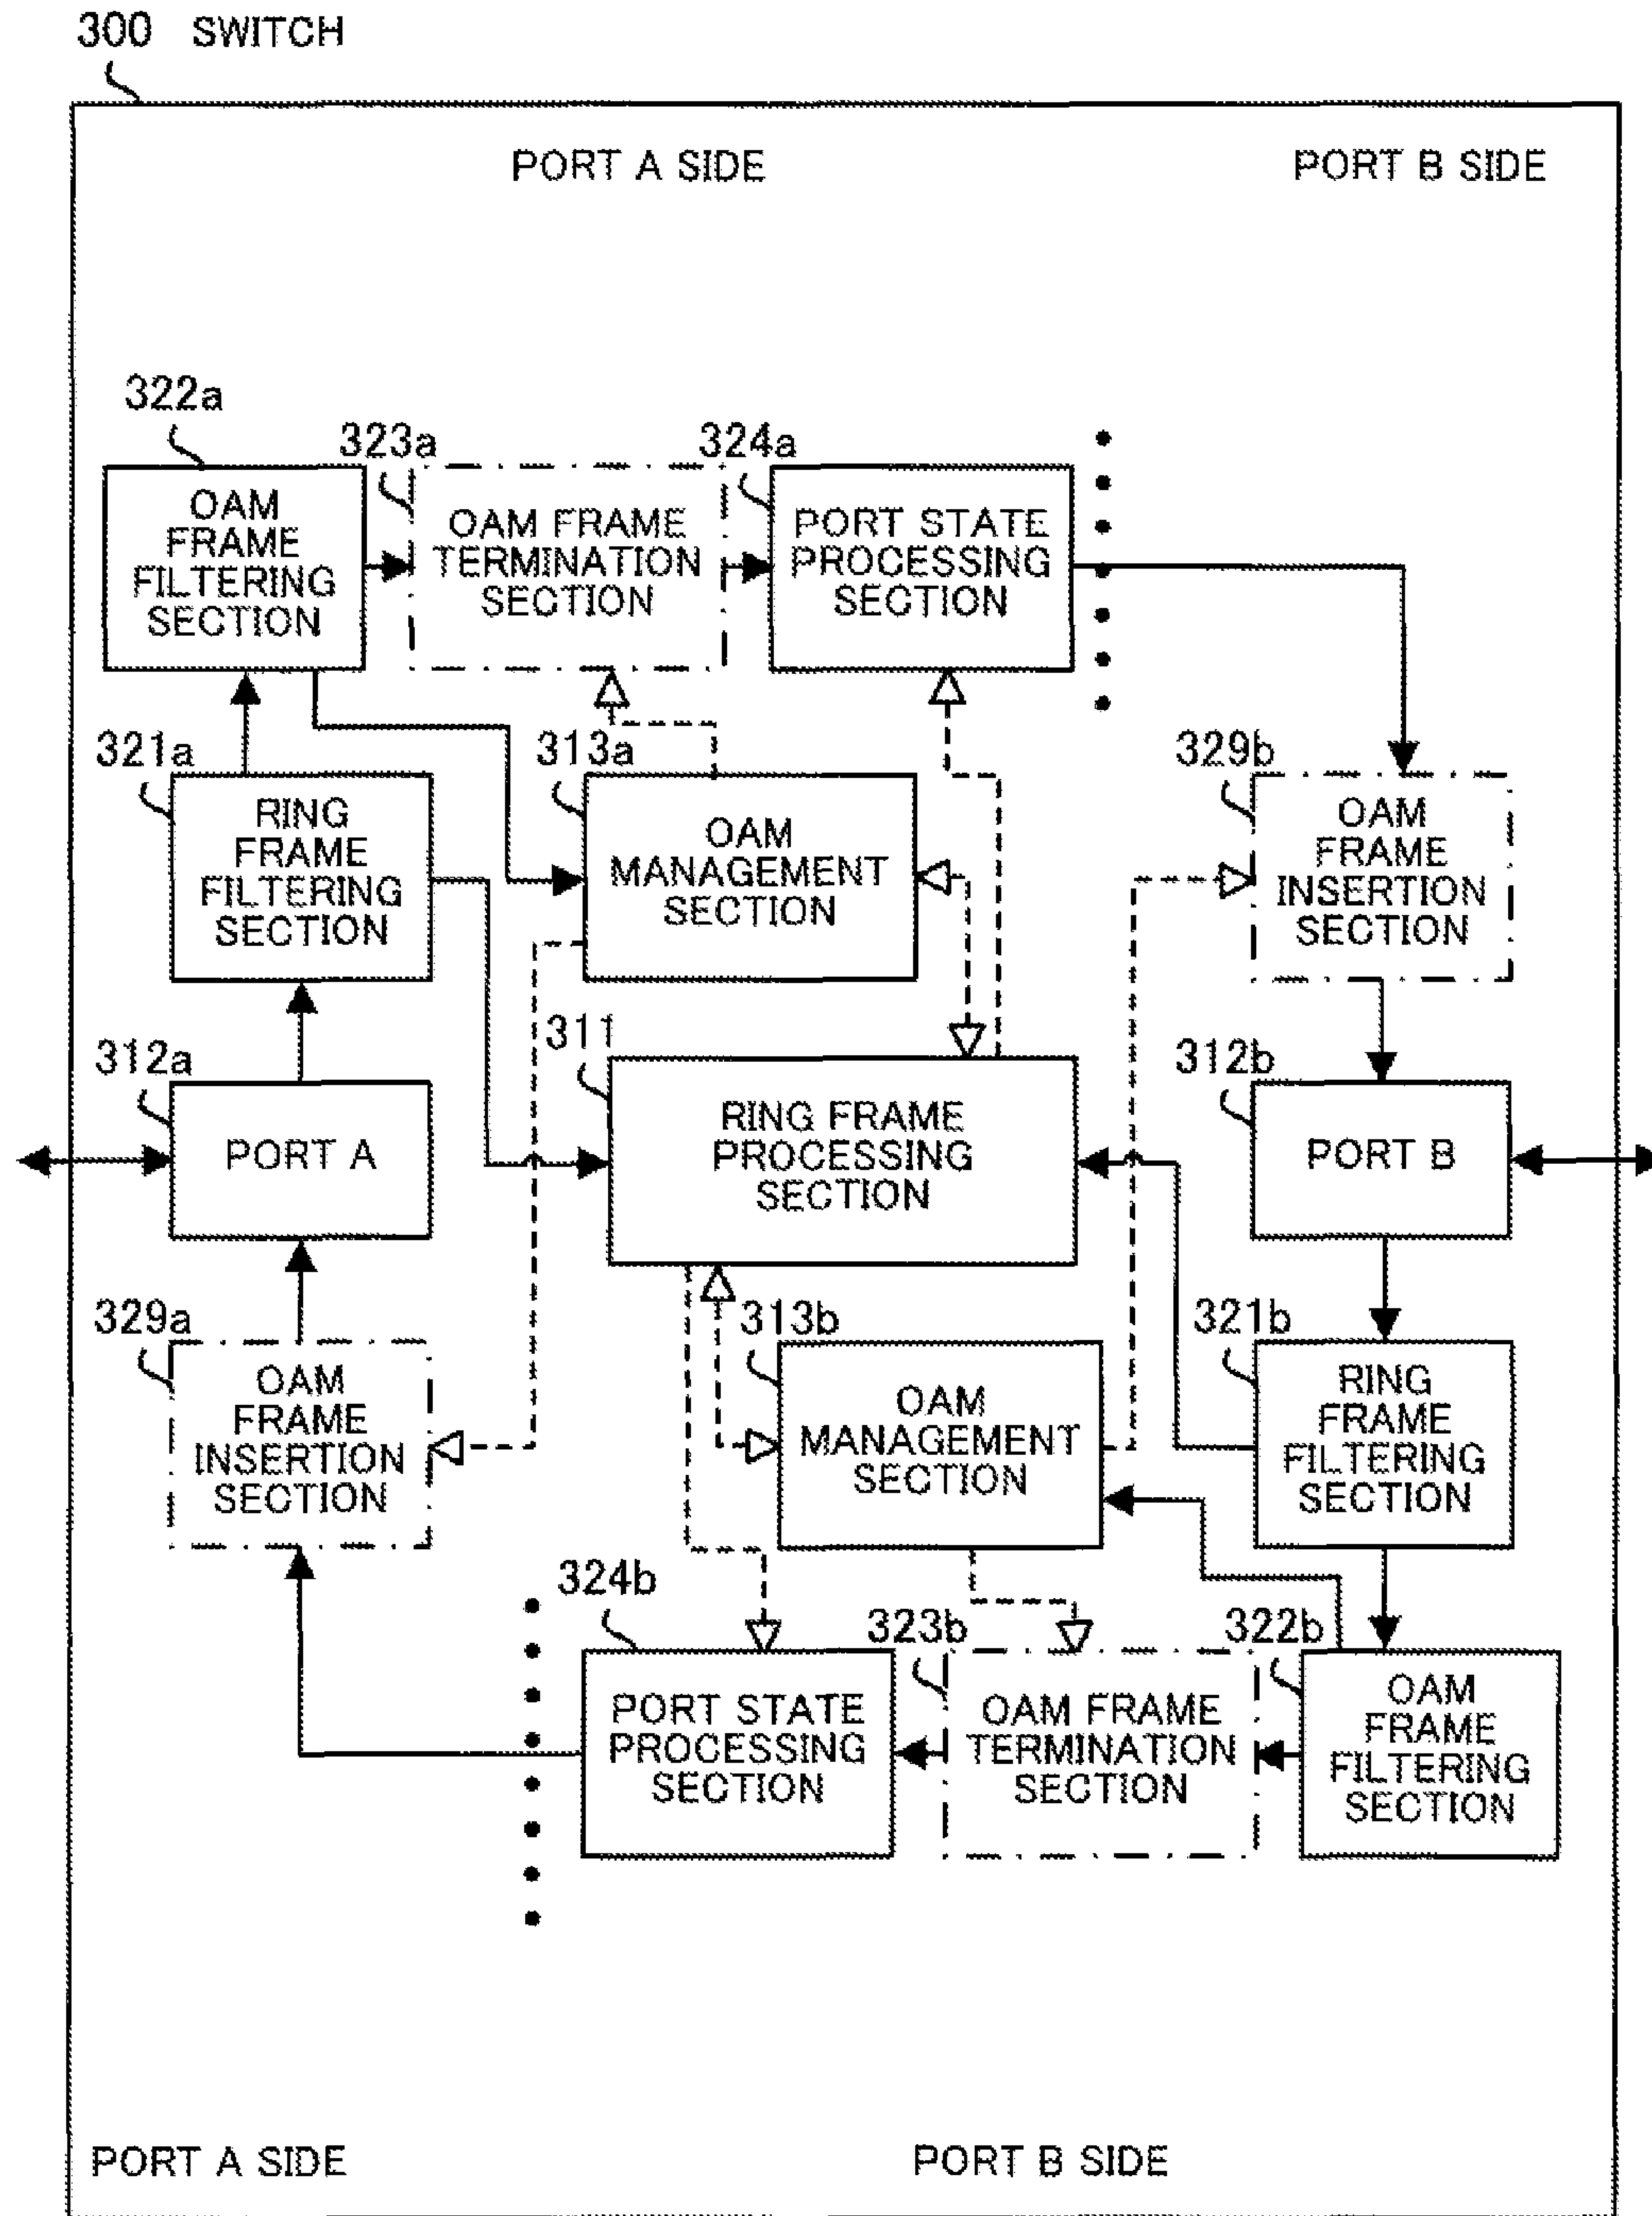 300 SWITCH
PORT A SIDE
PORT B SIDE
322a
323a
324a
OAM
FRAME
FILTERING
SECTION
OAM FRAME
TERMINATION
SECTION
PORT STATE
PROCESSING
SECTION
321a
313a
329b
RING
FRAME
FILTERING
SECTION
OAM
MANAGEMENT
SECTION
OAM
FRAME
INSERTION
SECTION
312a
311
312b
PORT A
RING FRAME
PROCESSING
SECTION
PORT B
329a
313b
321b
OAM
FRAME
INSERTION
SECTION
OAM
MANAGEMENT
SECTION
RING
FRAME
FILTERING
SECTION
324b
323b
322b
PORT STATE
PROCESSING
SECTION
OAM FRAME
TERMINATION
SECTION
OAM
FRAME
FILTERING
SECTION
PORT A SIDE
PORT B SIDE